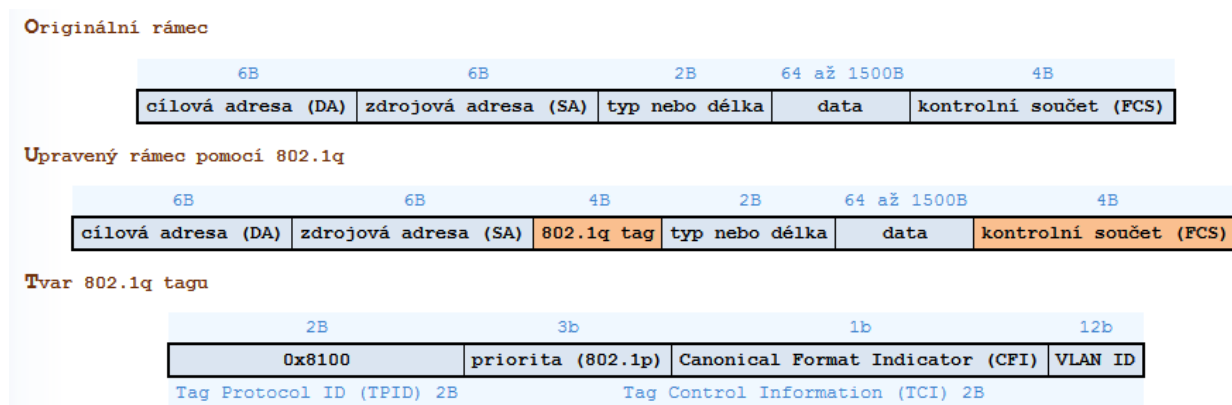 Originální rámec
6B 6B 2B 64 až 1500B 4B
cílová adresa (DA) zdrojová adresa (SA) typ nebo délka data kontrolní součet (FCS)
Upravený rámec pomocí 802.1q
6B 6B 4B 2B 64 až 1500B 4B
cílová adresa (DA) zdrojová adresa (SA) 802.1q tag typ nebo délka data kontrolní součet (FCS)
Tvar 802.1q tagu
2B 3b 1b 12b
0x8100 priorita (802.1p) Canonical Format Indicator (CFI) VLAN ID
Tag Protocol ID (TPID) 2B Tag Control Information (TCI) 2B